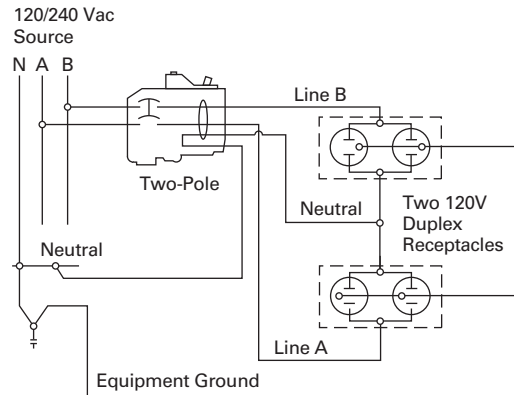 120/240 Vac
Source
N A B
Line B
Two-Pole
Neutral
Two 120V
Duplex
Receptacles
Neutral
Line A
Equipment Ground